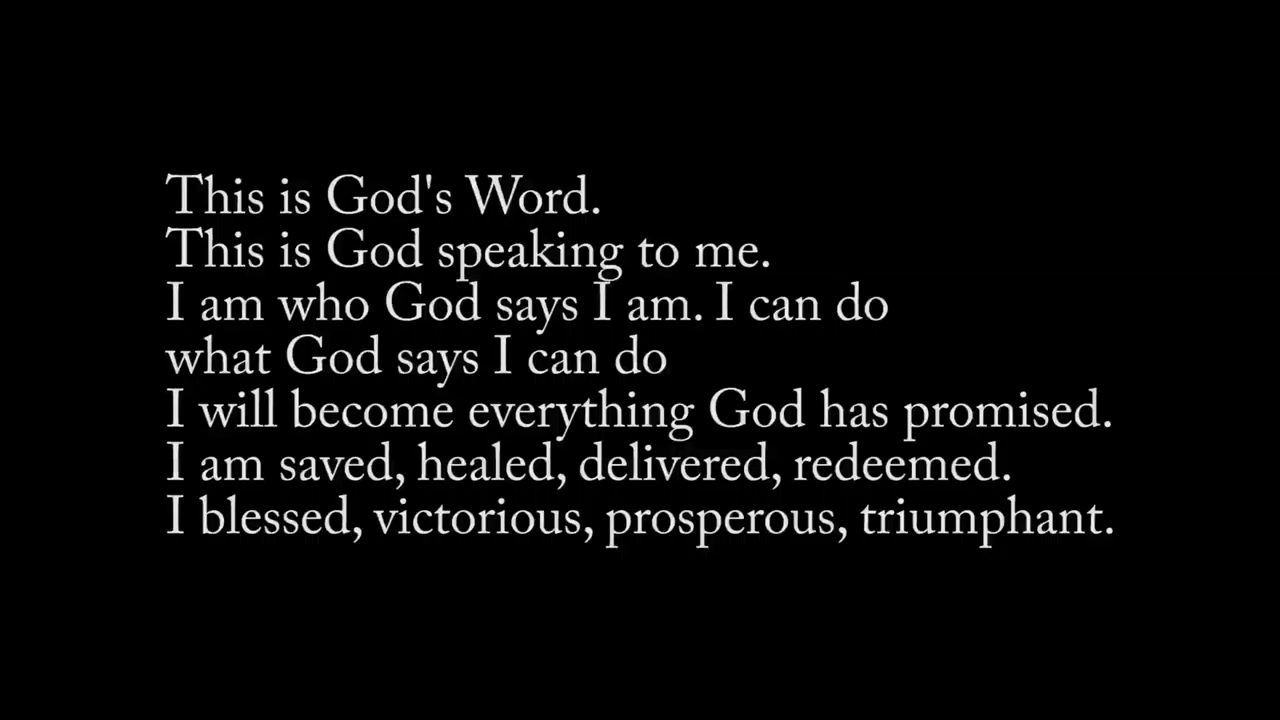 This is God's Word.
This is God speaking to me.
I am who God says I am. I can do
what God says I can do
I will become everything God has promised.
I am saved, healed, delivered, redeemed.
I blessed, victorious, prosperous, triumphant.